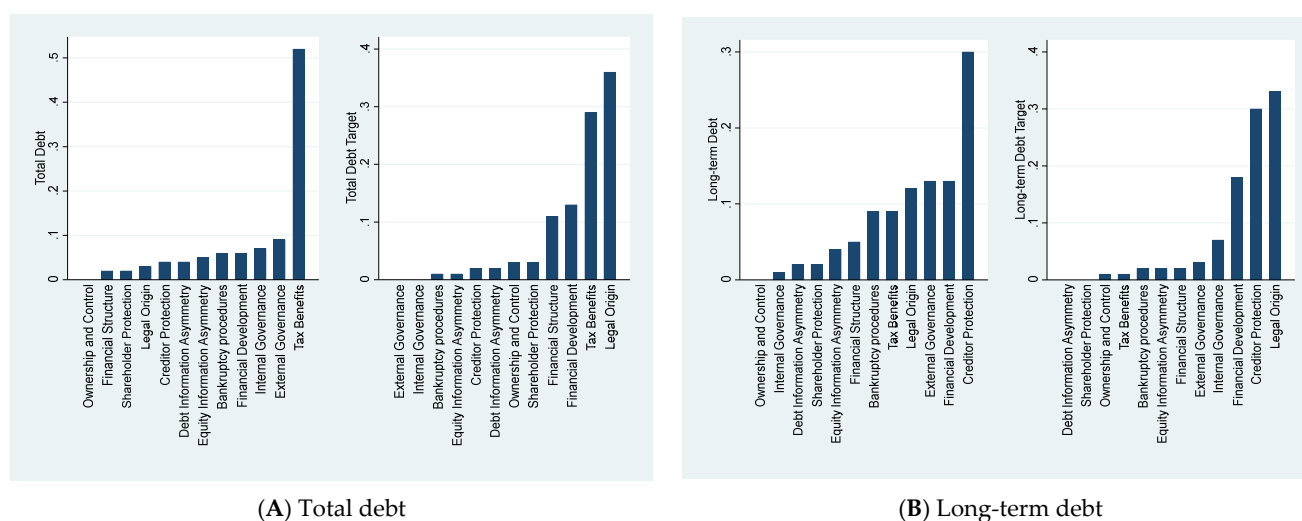 Total Debt
0
.1
.2
.3
.4
.5
Ownership and Control
Financial Structure
Shareholder Protection
Legal Origin
Creditor Protection
Debt Information Asymmetry
Equity Information Asymmetry
Bankruptcy procedures
Financial Development
Internal Governance
External Governance
Tax Benefits
Total Debt Target
0
.1
.2
.3
.4
External Governance
Internal Governance
Bankruptcy procedures
Equity Information Asymmetry
Creditor Protection
Debt Information Asymmetry
Ownership and Control
Shareholder Protection
Financial Structure
Financial Development
Tax Benefits
Legal Origin
(A) Total debt
Long-term Debt
0
.1
.2
.3
Ownership and Control
Internal Governance
Debt Information Asymmetry
Shareholder Protection
Equity Information Asymmetry
Financial Structure
Bankruptcy procedures
Tax Benefits
Legal Origin
External Governance
Financial Development
Creditor Protection
Long-term Debt Target
0
.1
.2
.3
.4
Debt Information Asymmetry
Shareholder Protection
Ownership and Control
Tax Benefits
Bankruptcy procedures
Equity Information Asymmetry
Financial Structure
External Governance
Internal Governance
Financial Development
Creditor Protection
Legal Origin
(B) Long-term debt